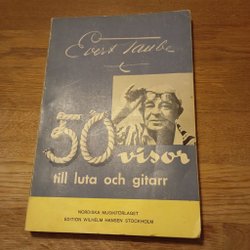 Evert Taube
50 visor
till luta och gitarr
NORDISKA MUSIKFÖRLAGET
EDITION WILHELM HANSEN STOCKHOLM